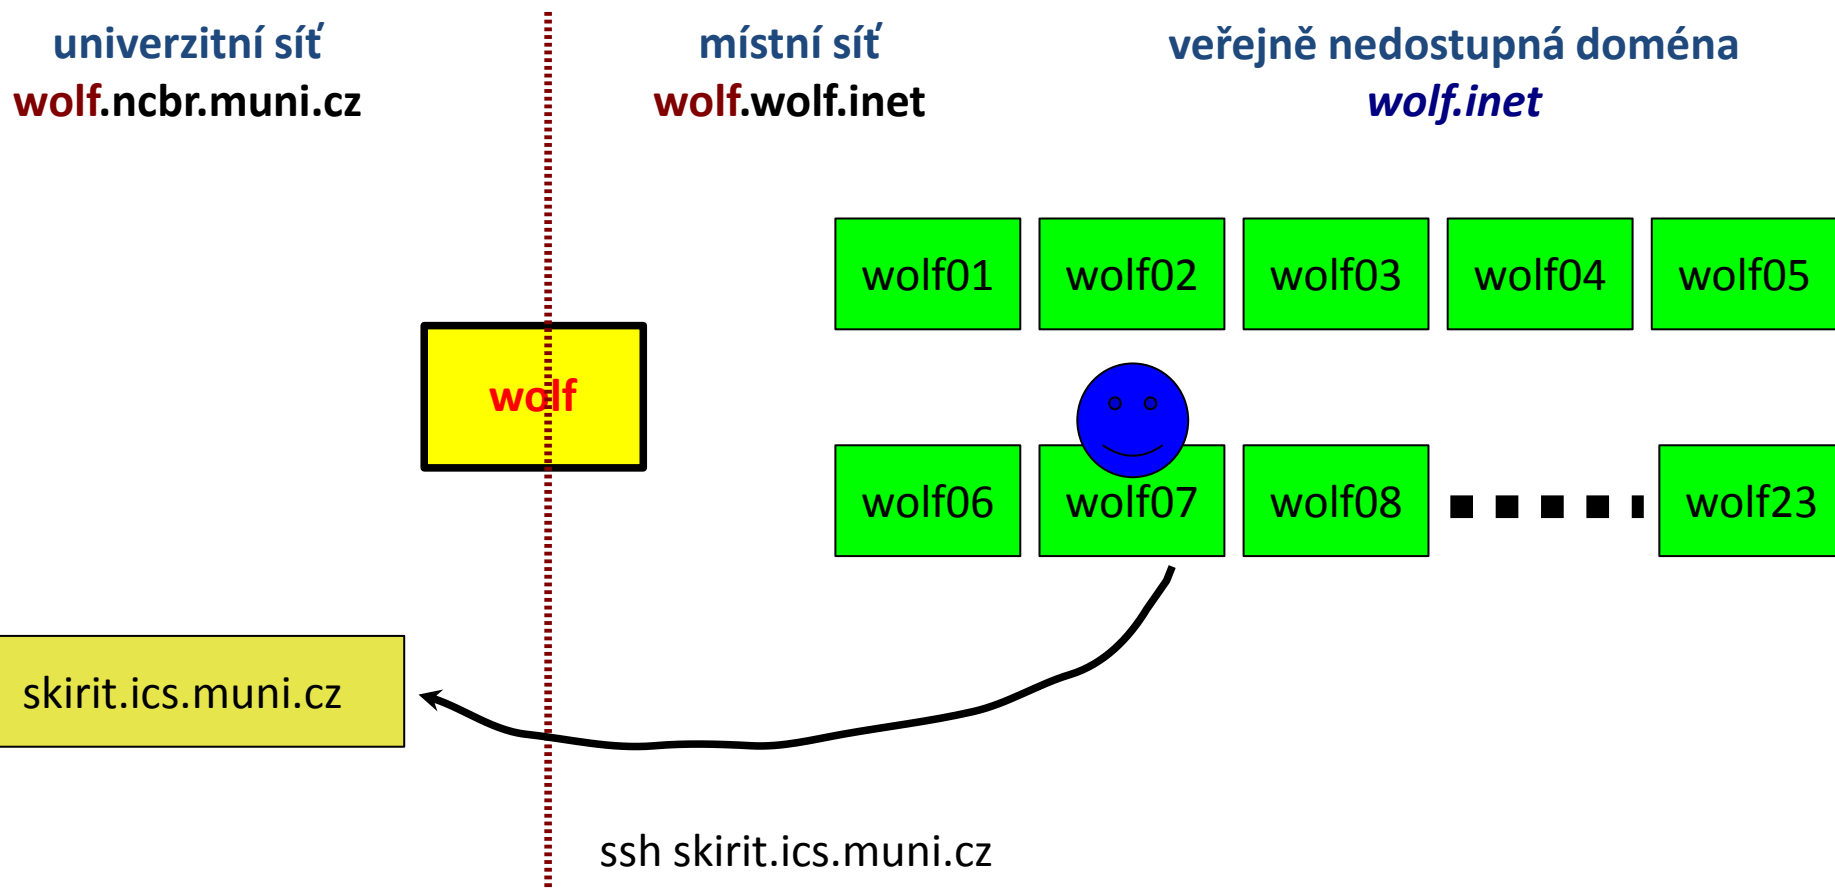 univerzitní síť
wolf.ncbr.muni.cz
místní síť
wolf.wolf.inet
veřejně nedostupná doména
wolf.inet
wolf01 wolf02 wolf03 wolf04 wolf05
wolf
wolf06 wolf07 wolf08 wolf23
skirit.ics.muni.cz
ssh skirit.ics.muni.cz